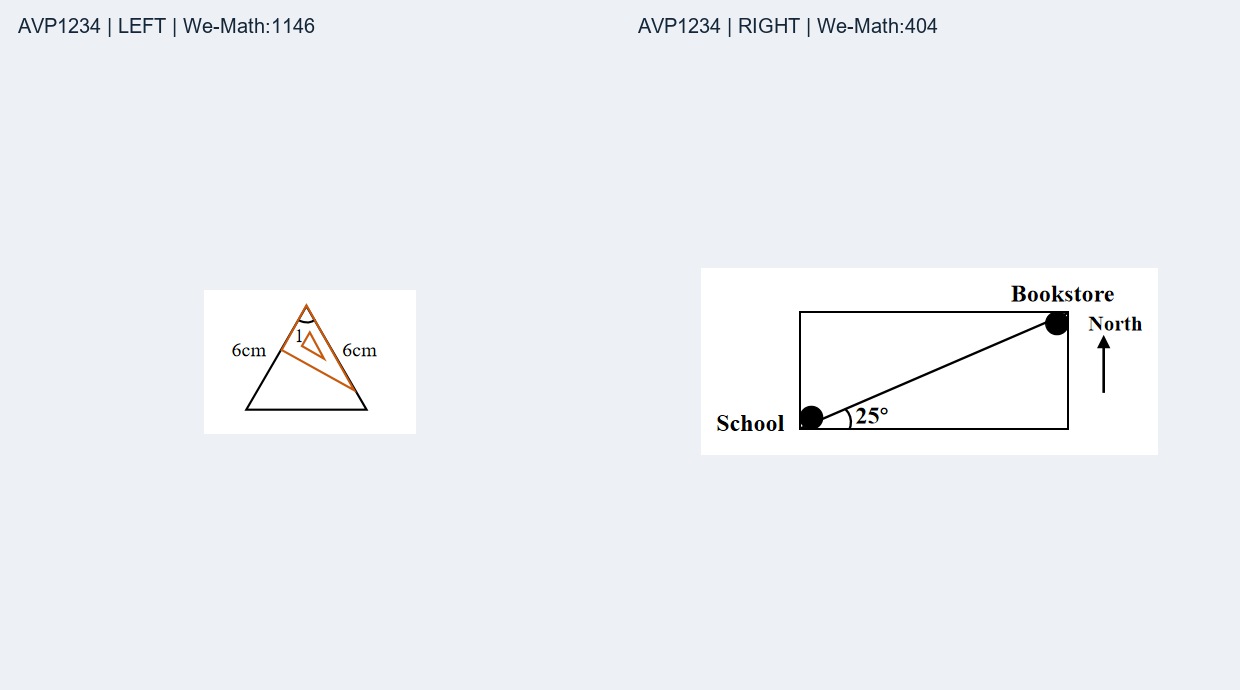 AVP1234 | LEFT | We-Math:1146
AVP1234 | RIGHT | We-Math:404
1
6cm
6cm
Bookstore
North
School
25°